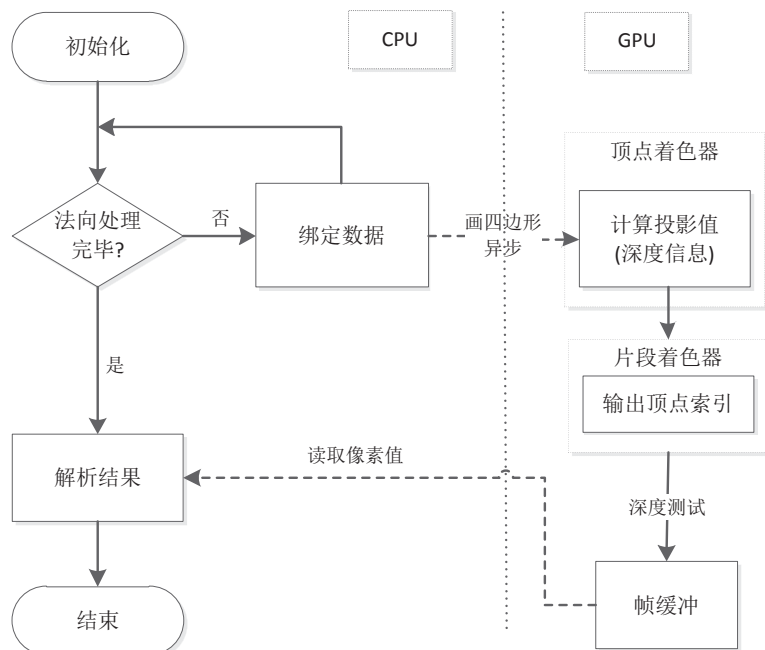 初始化
CPU
GPU
顶点着色器
法向处理
完毕?
否
绑定数据
画四边形
异步
计算投影值
(深度信息)
是
片段着色器
输出顶点索引
解析结果
读取像素值
深度测试
帧缓冲
结束